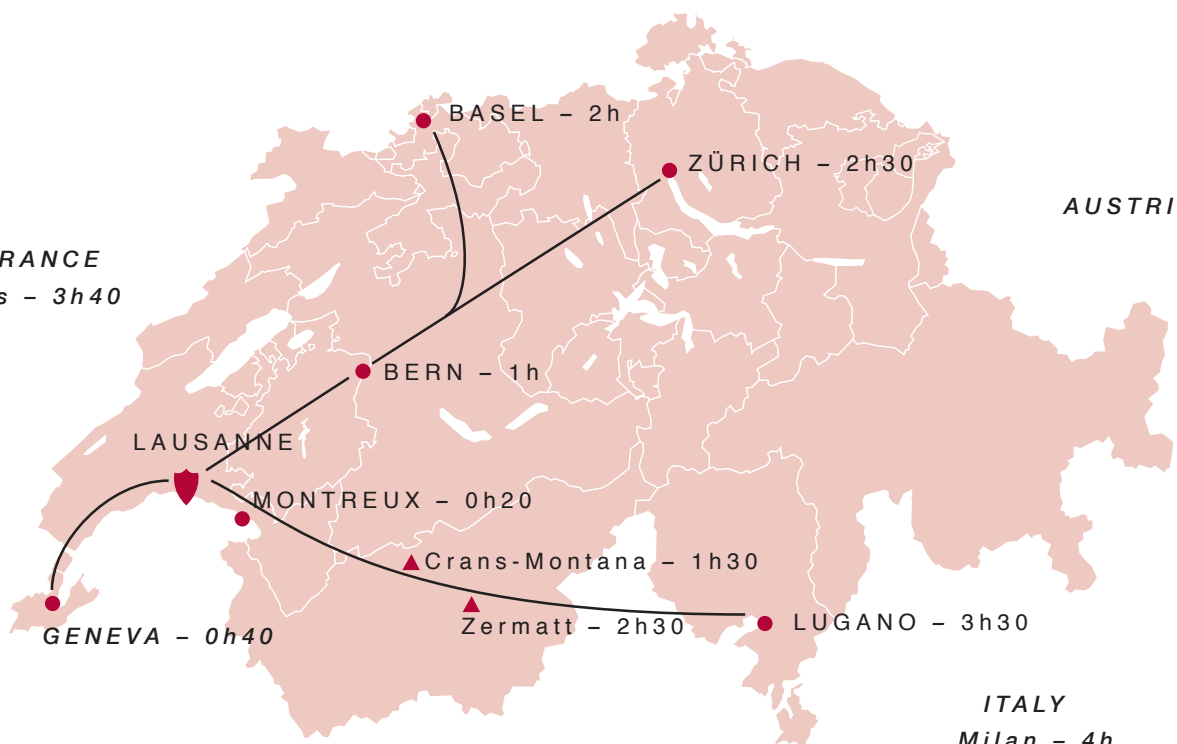 BASEL – 2h
ZÜRICH – 2h30
AUSTRI
RANCE
s – 3h40
BERN – 1h
LAUSANNE
MONTREUX – 0h20
Crans-Montana – 1h30
Zermatt – 2h30
LUGANO – 3h30
GENEVA – 0h40
ITALY
Milan – 4h